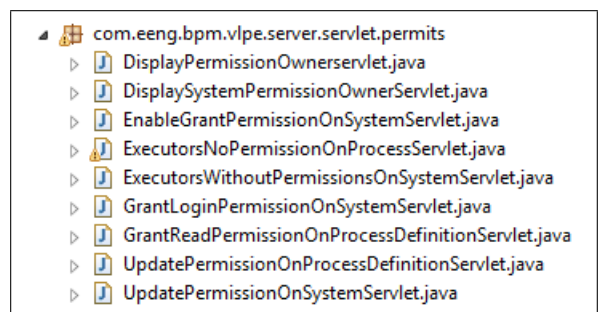 com.eeng.bpm.vlpe.server.servlet.permits
DisplayPermissionOwnerservlet.java
DisplaySystemPermissionOwnerServlet.java
EnableGrantPermissionOnSystemServlet.java
ExecutorsNoPermissionOnProcessServlet.java
ExecutorsWithoutPermissionsOnSystemServlet.java
GrantLoginPermissionOnSystemServlet.java
GrantReadPermissionOnProcessDefinitionServlet.java
UpdatePermissionOnProcessDefinitionServlet.java
UpdatePermissionOnSystemServlet.java